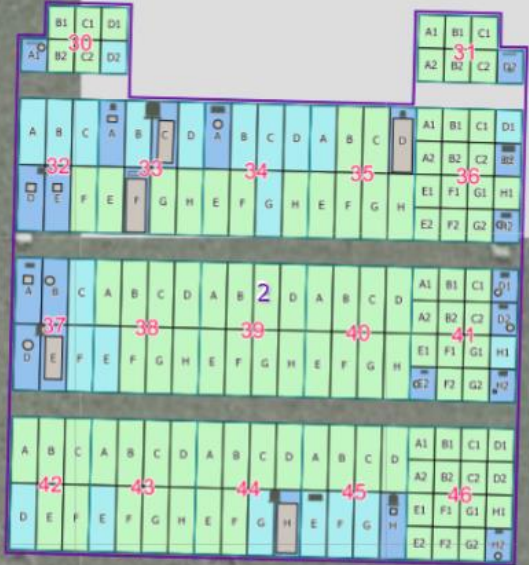 B1 C1 D1
30
A1 B2 C2 D2
A1 B1 C1
31
A2 B2 C2 D2
A B C A B C D A B C D A B C D A1 B1 C1 D1
A2 B2 C2 B2
32 33 34 35 36
D E F E F G H E F G H E F G H E1 F1 G1 H1
E2 F2 G2 H2
A B C A B C D A B 2 D A B C D A1 B1 C1 D1
A2 B2 C2 D2
37 38 39 40 41
D E F E F G H E F G H E F G H E1 F1 G1 H1
E2 F2 G2 H2
A B C A B C D A B C D A B C D A1 B1 C1 D1
A2 B2 C2 D2
42 43 44 45 46
D E F E F G H E F G H E F G H E1 F1 G1 H1
E2 F2 G2 H2